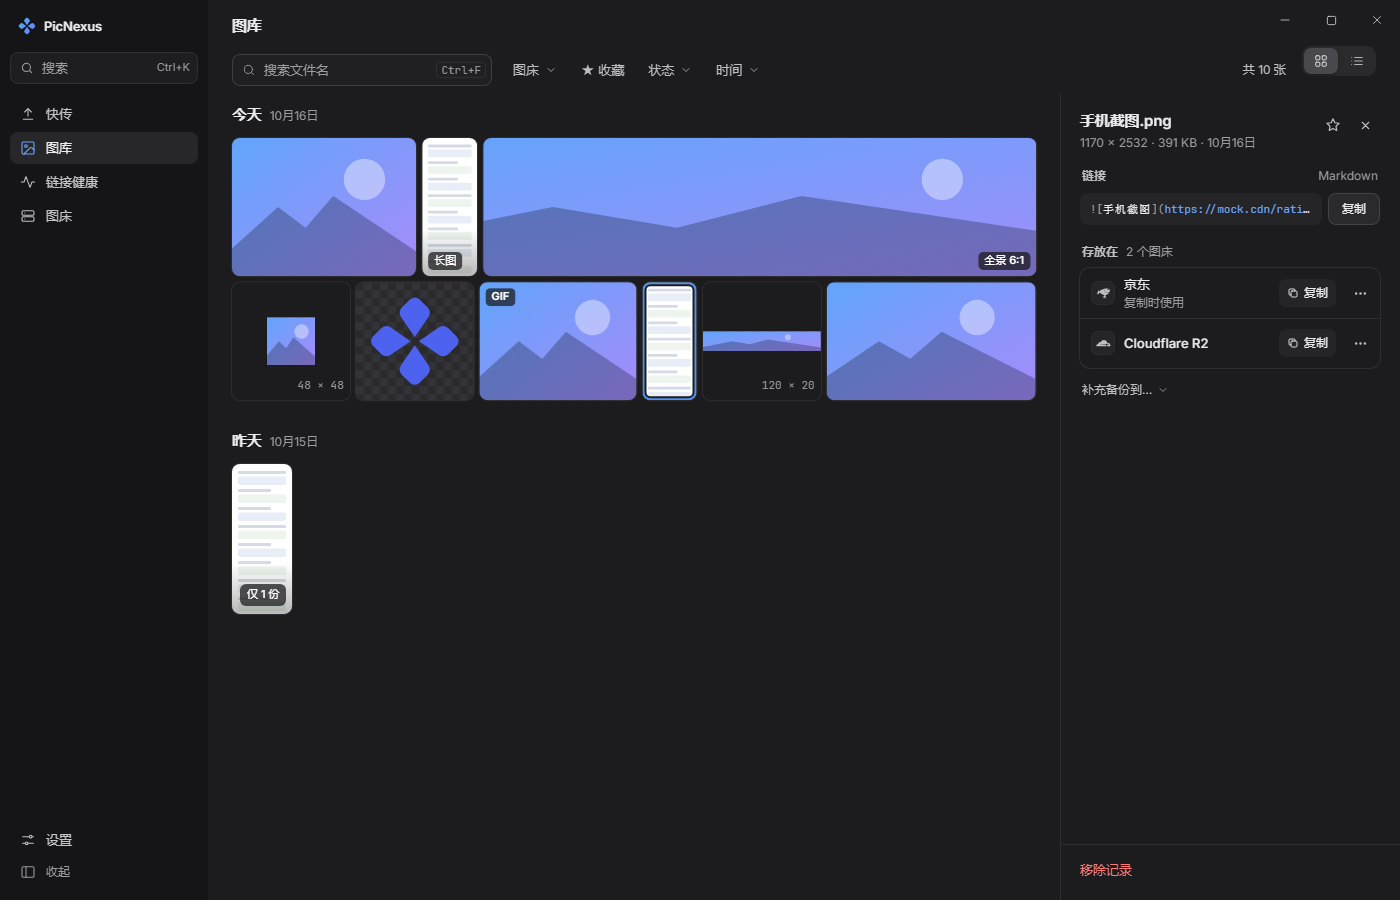 PicNexus
搜索 Ctrl+K
快传
图库
链接健康
图床
设置
收起
图库
搜索文件名 Ctrl+F
图床
★ 收藏
状态
时间
共 10 张
今天 10月16日
长图
全景 6:1
48 × 48
GIF
120 × 20
昨天 10月15日
仅 1 份
手机截图.png
1170 × 2532 · 391 KB · 10月16日
链接 Markdown
![手机截图](https://mock.cdn/rati… 复制
存放在 2 个图床
京东
复制时使用
复制
Cloudflare R2 复制
补充备份到...
移除记录